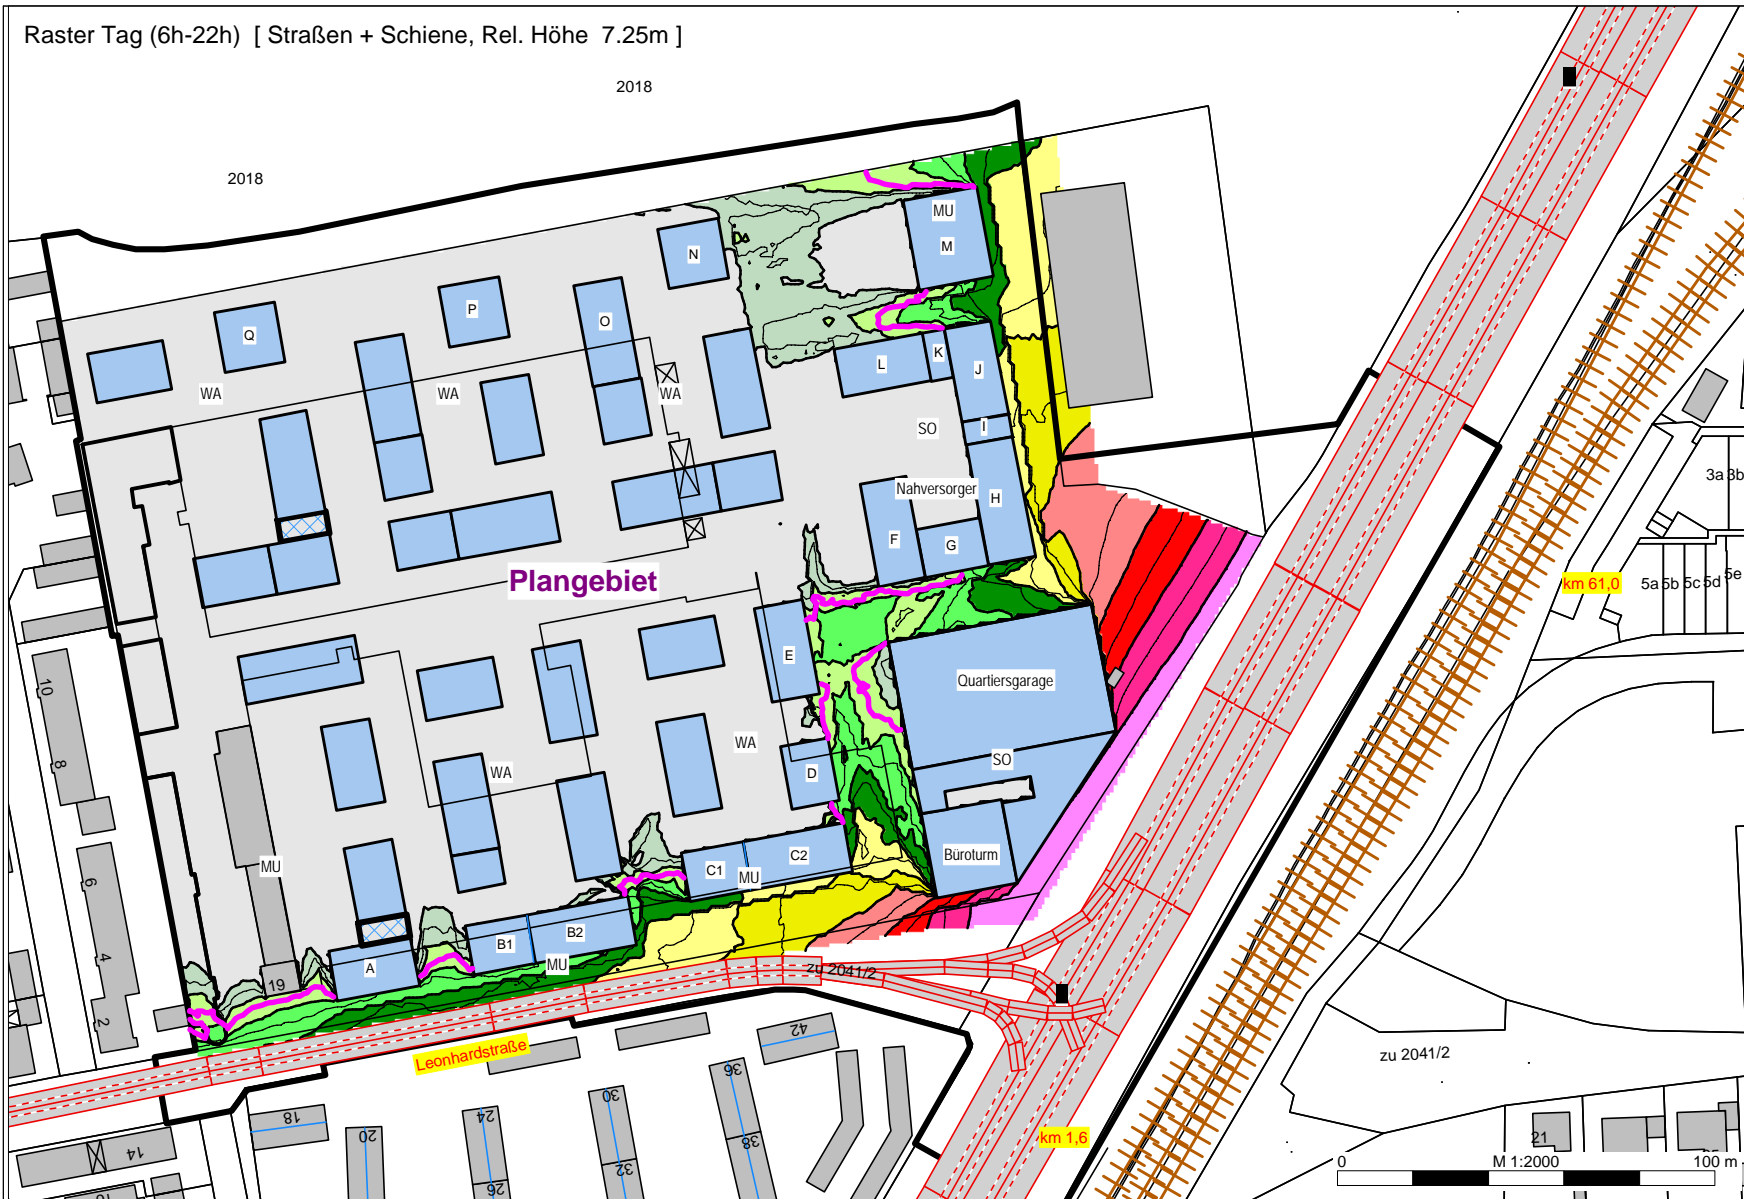 Raster Tag (6h-22h) [ Straßen + Schiene, Rel. Höhe 7.25m ]
2018
2018
MU
M
N
P
O
Q
K
L
J
WA
WA
WA
SO
I
Nahversorger
H
F
G
3a
3b
Plangebiet
km 61,0
5a
5b
5c
5d
5e
E
10
Quartiersgarage
WA
SO
8
WA
D
Büroturm
C2
C1
MU
MU
6
B2
B1
MU
A
4
19
zu 2041/2
2
42
Leonhardstraße
zu 2041/2
36
30
24
18
20
38
32
26
14
km 1,6
21
0
M 1:2000
100 m